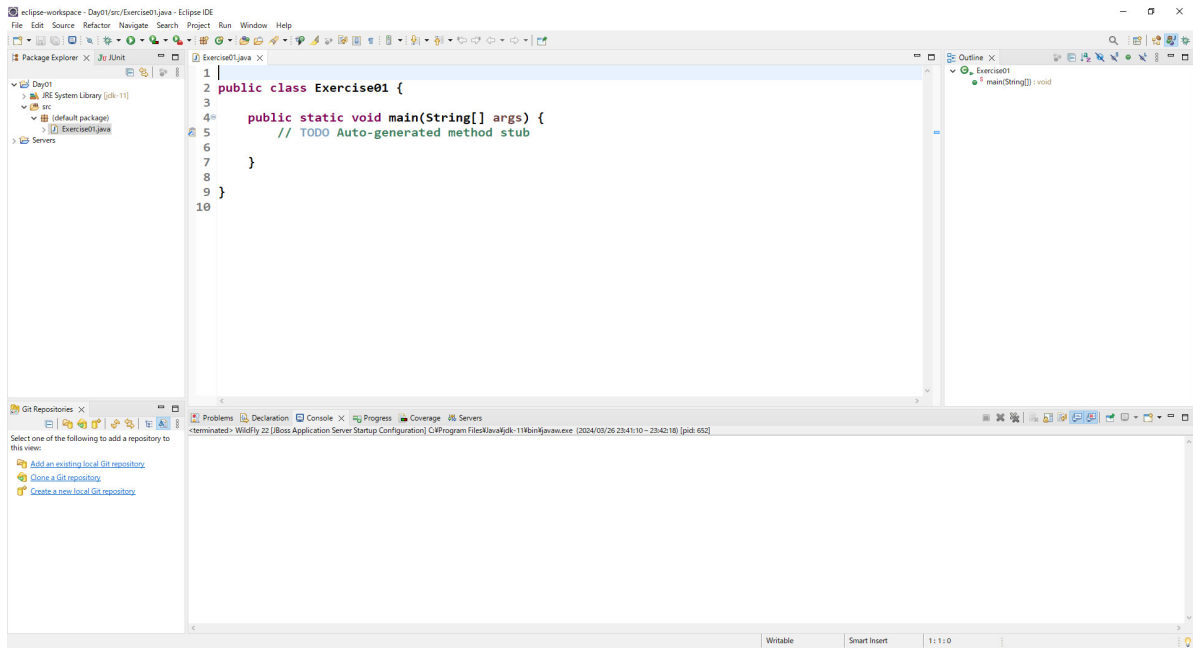 eclipse-workspace - Day01/src/Exercise01.java - Eclipse IDE
File Edit Source Refactor Navigate Search Project Run Window Help
Package Explorer JUnit
Day01
JRE System Library [jdk-11]
src
(default package)
Exercise01.java
Servers
Exercise01.java
1
2 public class Exercise01 {
3
4 public static void main(String[] args) {
5 // TODO Auto-generated method stub
6
7 }
8
9 }
10
Outline
Exercise01
main(String[]) : void
Git Repositories
Select one of the following to add a repository to
this view:
Add an existing local Git repository
Clone a Git repository
Create a new local Git repository
Problems Declaration Console Progress Coverage Servers
<terminated> WildFly 22 [JBoss Application Server Startup Configuration] C:¥Program Files¥Java¥jdk-11¥bin¥javaw.exe (2024/03/26 23:41:10 – 23:42:18) [pid: 652]
Writable Smart Insert 1 : 1 : 0